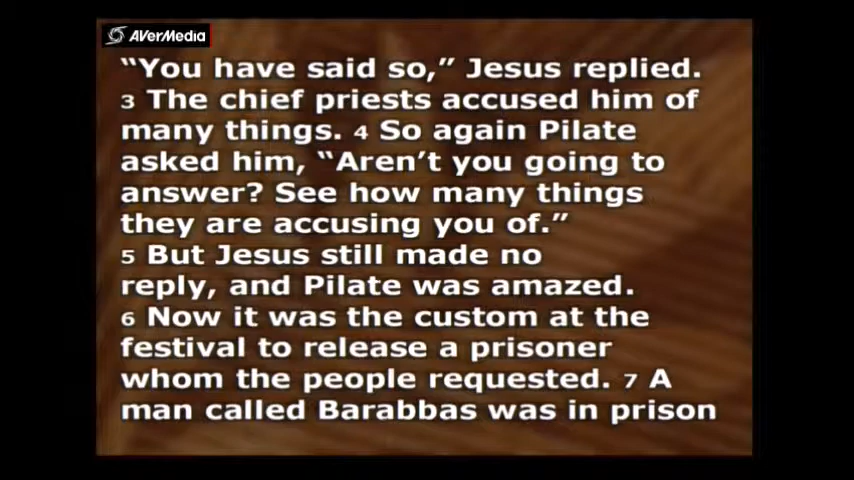 AVerMedia
“You have said so,” Jesus replied.
3 The chief priests accused him of
many things. 4 So again Pilate
asked him, “Aren’t you going to
answer? See how many things
they are accusing you of.”
5 But Jesus still made no
reply, and Pilate was amazed.
6 Now it was the custom at the
festival to release a prisoner
whom the people requested. 7 A
man called Barabbas was in prison